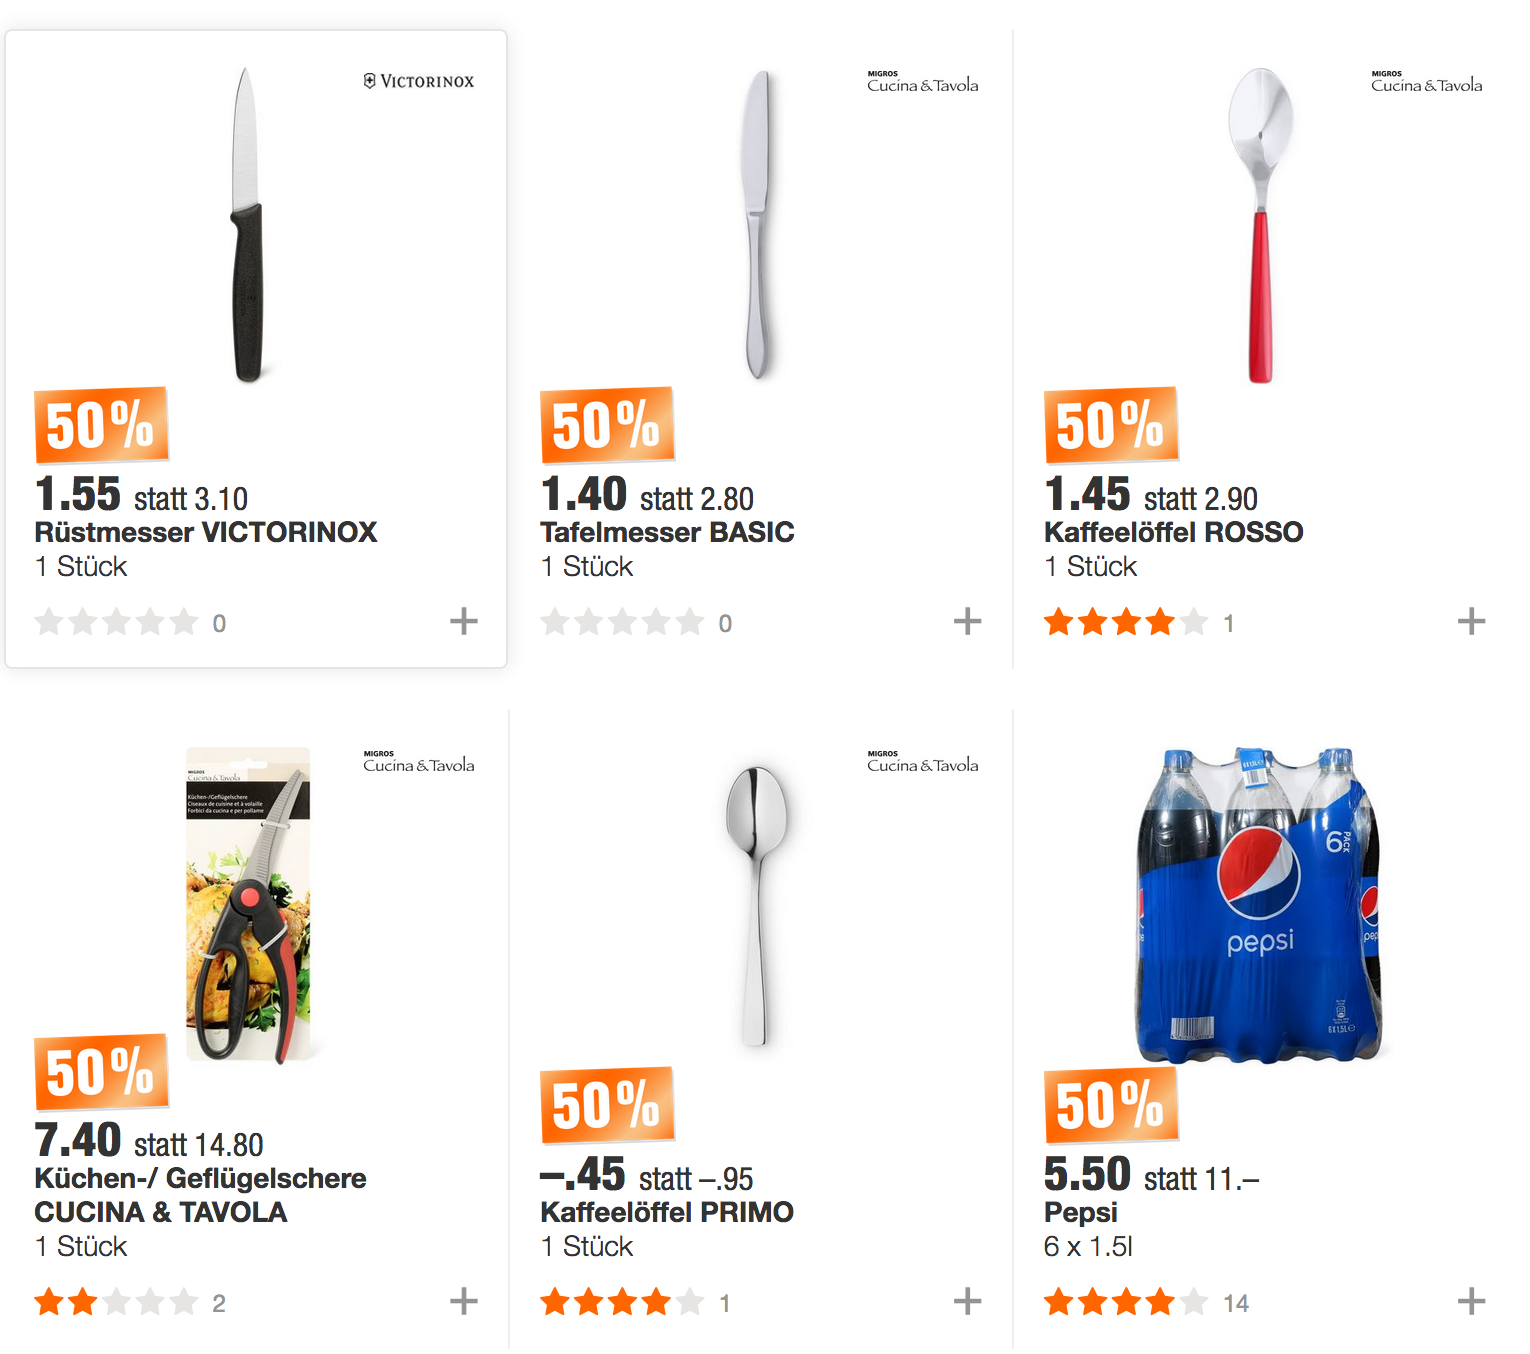 VICTORINOX
50%
1.55 statt 3.10
Rüstmesser VICTORINOX
1 Stück
0
MIGROS
Cucina & Tavola
50%
1.40 statt 2.80
Tafelmesser BASIC
1 Stück
0
MIGROS
Cucina & Tavola
50%
1.45 statt 2.90
Kaffeelöffel ROSSO
1 Stück
1
MIGROS
Cucina & Tavola
MIGROS
Cucina & Tavola
Küchen-/Geflügelschere
Ciseaux de cuisine et à volaille
Forbici da cucina e per pollame
50%
7.40 statt 14.80
Küchen-/ Geflügelschere
CUCINA & TAVOLA
1 Stück
2
MIGROS
Cucina & Tavola
50%
–.45 statt –.95
Kaffeelöffel PRIMO
1 Stück
1
6 PACK
pepsi
6X1,5L e
50%
5.50 statt 11.–
Pepsi
6 x 1.5l
14